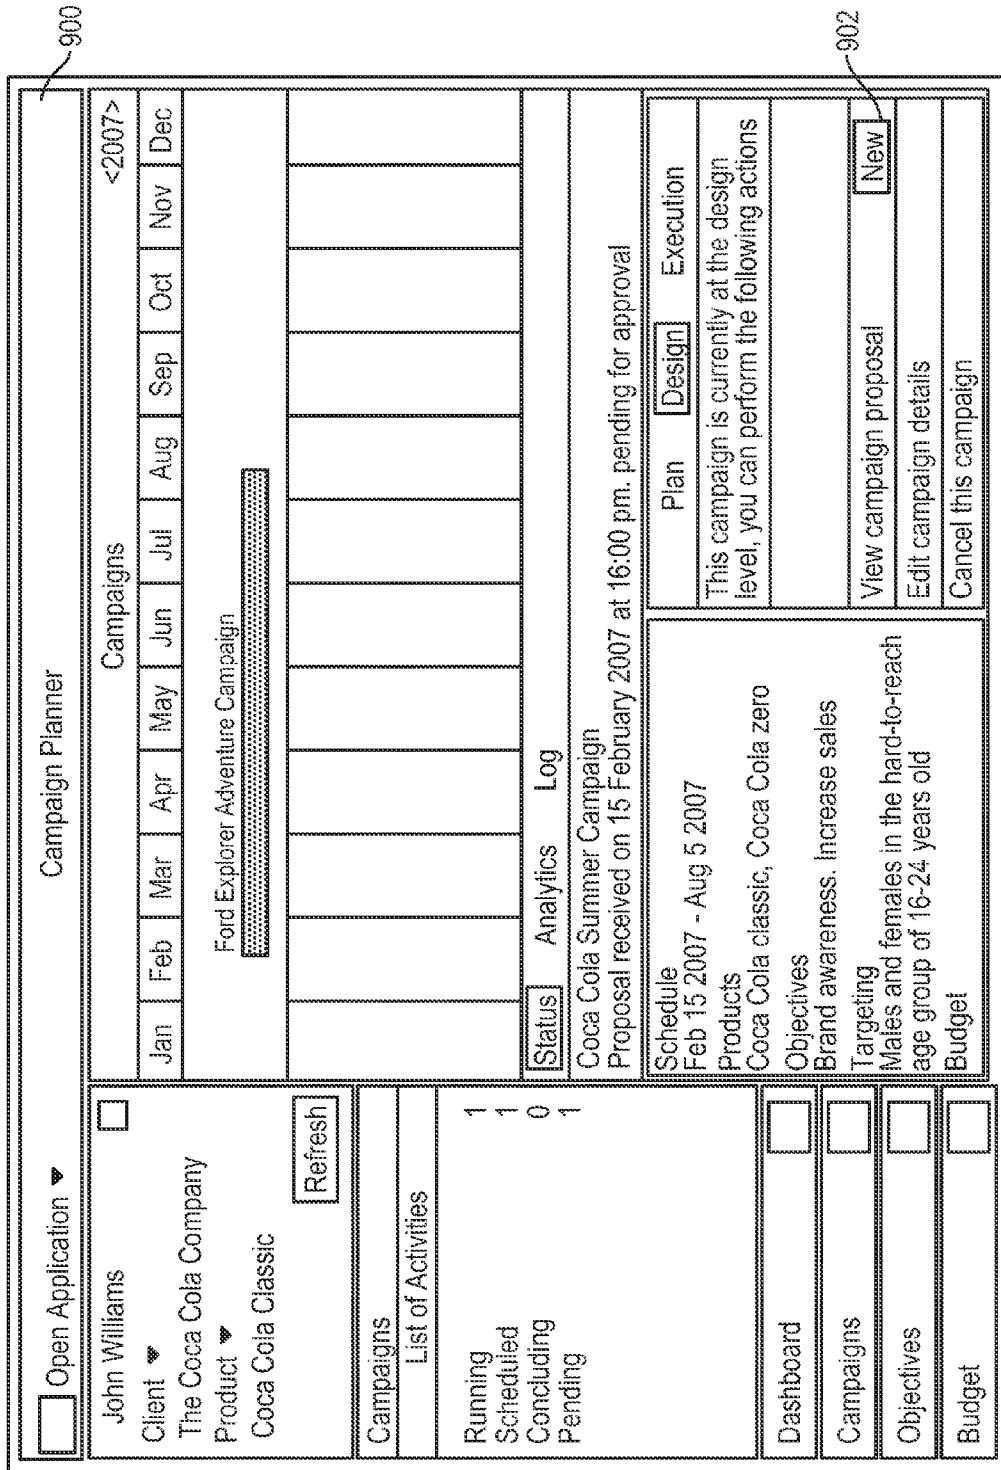 900
Open Application
Campaign Planner
John Williams
Client
The Coca Cola Company
Product
Coca Cola Classic
Refresh
Campaigns
List of Activities
Running 1
Scheduled 1
Concluding 0
Pending 1
Dashboard
Campaigns
Objectives
Budget
Campaigns
<2007>
Jan Feb Mar Apr May Jun Jul Aug Sep Oct Nov Dec
Ford Explorer Adventure Campaign
Status Analytics Log
Coca Cola Summer Campaign
Proposal received on 15 February 2007 at 16:00 pm. pending for approval
Schedule
Feb 15 2007 - Aug 5 2007
Products
Coca Cola classic, Coca Cola zero
Objectives
Brand awareness. Increase sales
Targeting
Males and females in the hard-to-reach
age group of 16-24 years old
Budget
Plan Design Execution
This campaign is currently at the design
level, you can perform the following actions
View campaign proposal New
Edit campaign details
Cancel this campaign
902